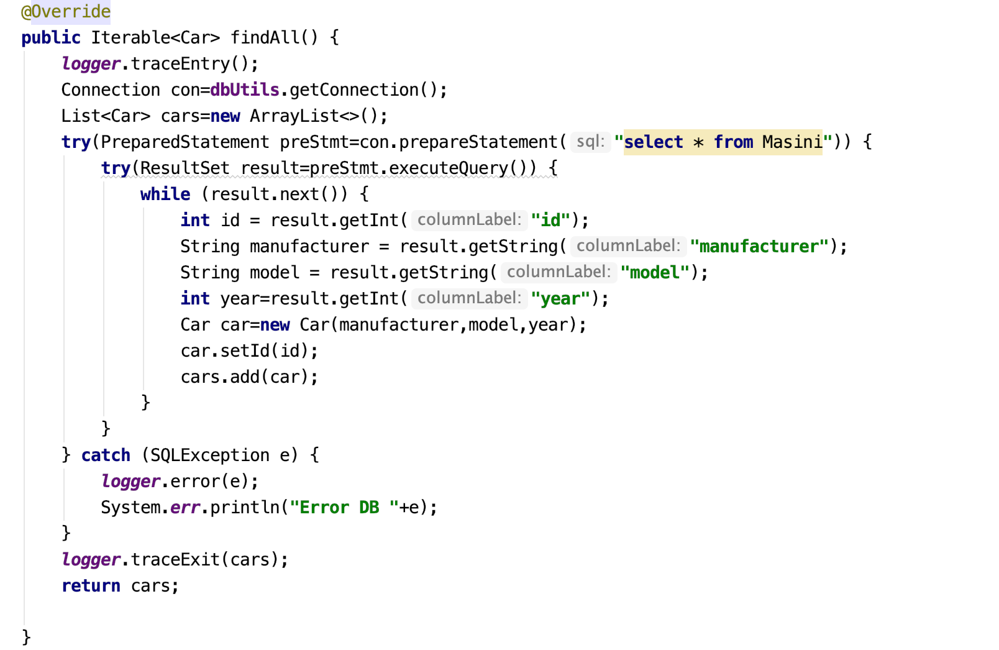 @Override
public Iterable<Car> findAll() {
    logger.traceEntry();
    Connection con=dbUtils.getConnection();
    List<Car> cars=new ArrayList<>();
    try(PreparedStatement preStmt=con.prepareStatement( sql: "select * from Masini")) {
        try(ResultSet result=preStmt.executeQuery()) {
            while (result.next()) {
                int id = result.getInt( columnLabel: "id");
                String manufacturer = result.getString( columnLabel: "manufacturer");
                String model = result.getString( columnLabel: "model");
                int year=result.getInt( columnLabel: "year");
                Car car=new Car(manufacturer,model,year);
                car.setId(id);
                cars.add(car);
            }
        }
    } catch (SQLException e) {
        logger.error(e);
        System.err.println("Error DB "+e);
    }
    logger.traceExit(cars);
    return cars;
}